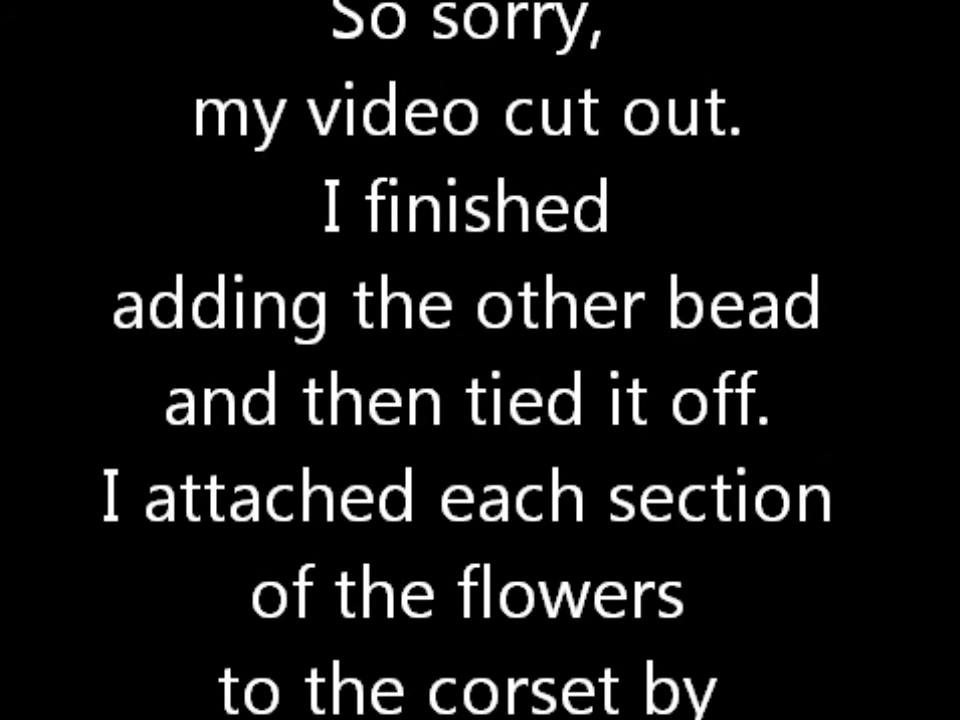 So sorry,
my video cut out.
I finished
adding the other bead
and then tied it off.
I attached each section
of the flowers
to the corset by